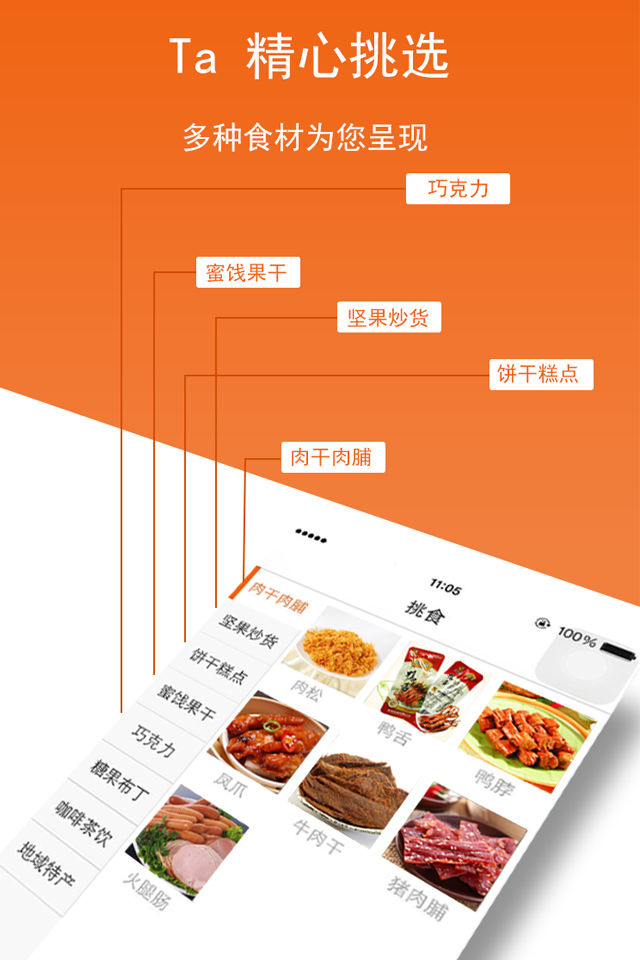 Ta 精心挑选
多种食材为您呈现
巧克力
蜜饯果干
坚果炒货
饼干糕点
肉干肉脯
11:05
挑食
100%
肉干肉脯
坚果炒货
饼干糕点
蜜饯果干
巧克力
糖果布丁
咖啡茶饮
地域特产
肉松
鸭舌
鸭脖
凤爪
牛肉干
猪肉脯
火腿肠